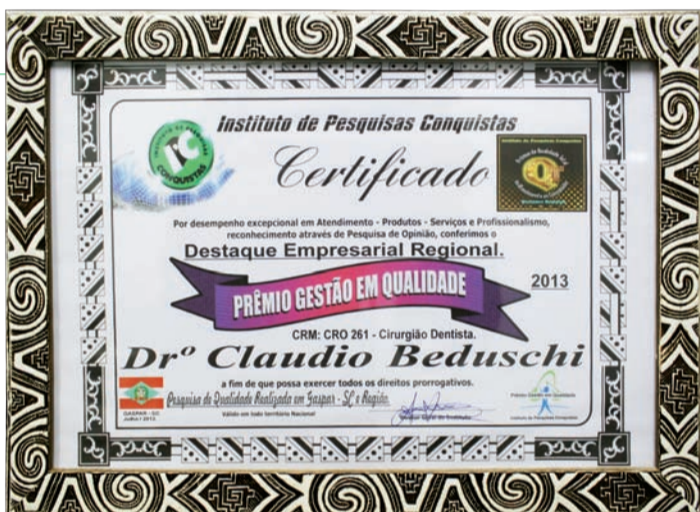 Instituto de Pesquisas Conquistas
Certificado
CONQUISTAS
Por desempenho excepcional em Atendimento - Produtos - Serviços e Profissionalismo,
reconhecimento através de Pesquisa de Opinião, conferimos o
Destaque Empresarial Regional.
PRÊMIO GESTÃO EM QUALIDADE
2013
CRM: CRO 261 - Cirurgião Dentista.
Drº Claudio Beduschi
a fim de que possa exercer todos os direitos prorrogativos.
Pesquisa de Qualidade Realizada em Gaspar - SC e Região.
GASPAR - SC
Válido em todo território Nacional